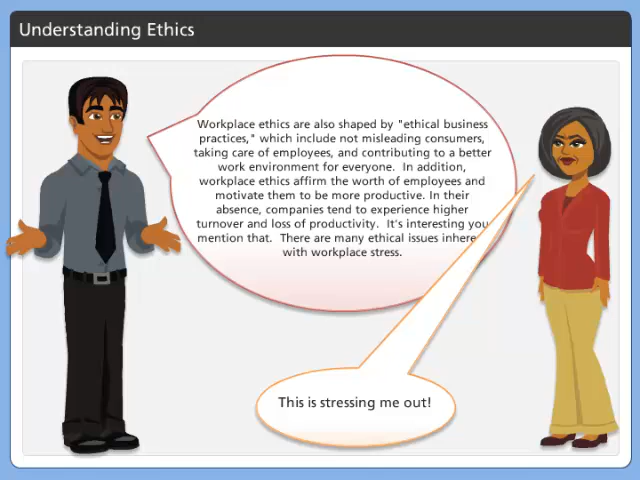 Understanding Ethics
Workplace ethics are also shaped by "ethical business
practices," which include not misleading consumers,
taking care of employees, and contributing to a better
work environment for everyone.  In addition,
workplace ethics affirm the worth of employees and
motivate them to be more productive. In their
absence, companies tend to experience higher
turnover and loss of productivity.  It's interesting you
mention that.  There are many ethical issues inhere
with workplace stress.
This is stressing me out!